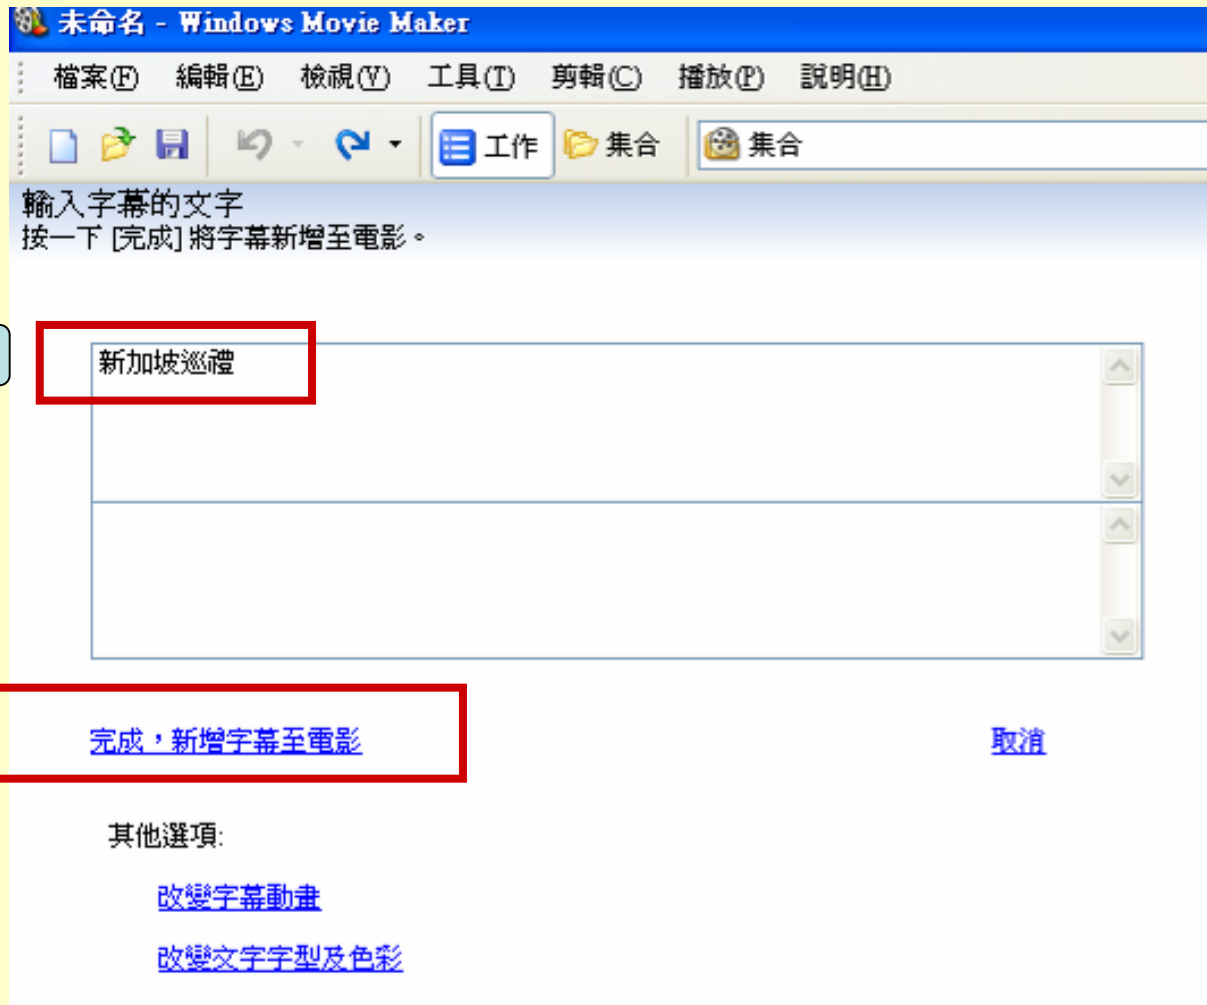 未命名 - Windows Movie Maker
檔案(F) 編輯(E) 檢視(V) 工具(T) 剪輯(C) 播放(P) 說明(H)
工作 集合 集合
輸入字幕的文字
按一下 [完成] 將字幕新增至電影。
新加坡巡禮
完成，新增字幕至電影 取消
其他選項:
改變字幕動畫
改變文字字型及色彩